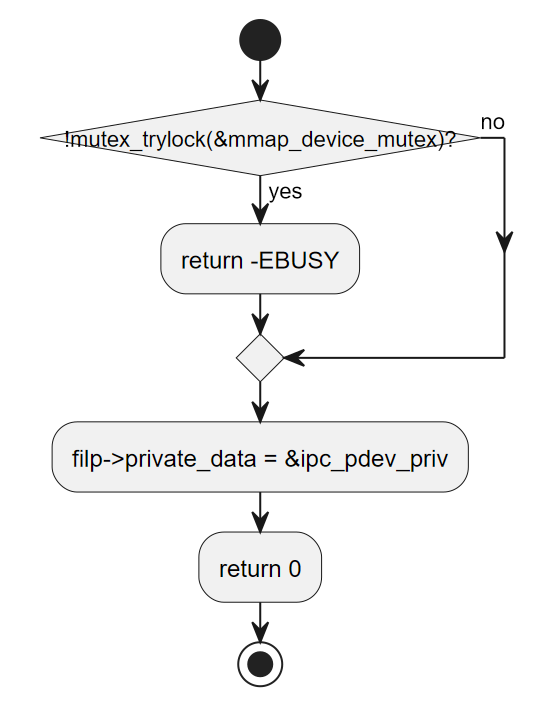 !mutex_trylock(&mmap_device_mutex)?
no
yes
return -EBUSY
filp->private_data = &ipc_pdev_priv
return 0